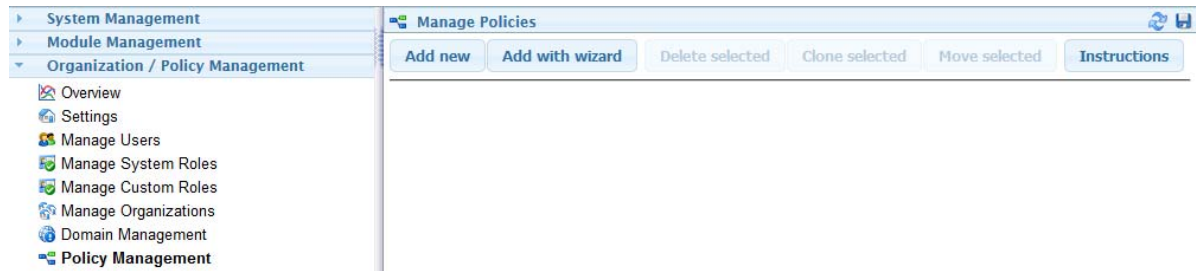 System Management
Module Management
Organization / Policy Management
Overview
Settings
Manage Users
Manage System Roles
Manage Custom Roles
Manage Organizations
Domain Management
Policy Management
Manage Policies
Add new Add with wizard Delete selected Clone selected Move selected Instructions